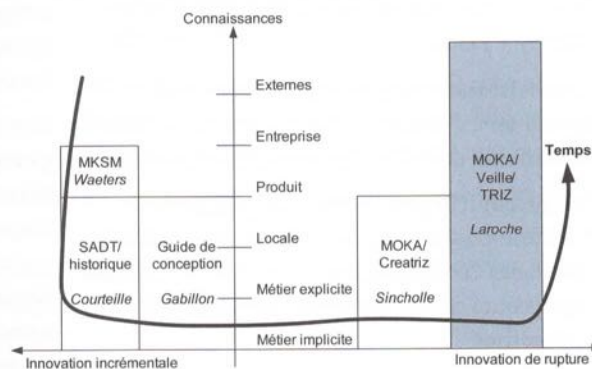 Connaissances
Externes
Entreprise
Produit
Locale
Métier explicite
Métier implicite
MKSM
Waeters
SADT/
historique
Courteille
Guide de
conception
Gabillon
MOKA/
Creatriz
Sincholle
MOKA/
Veille/
TRIZ
Laroche
Temps
Innovation incrémentale
Innovation de rupture